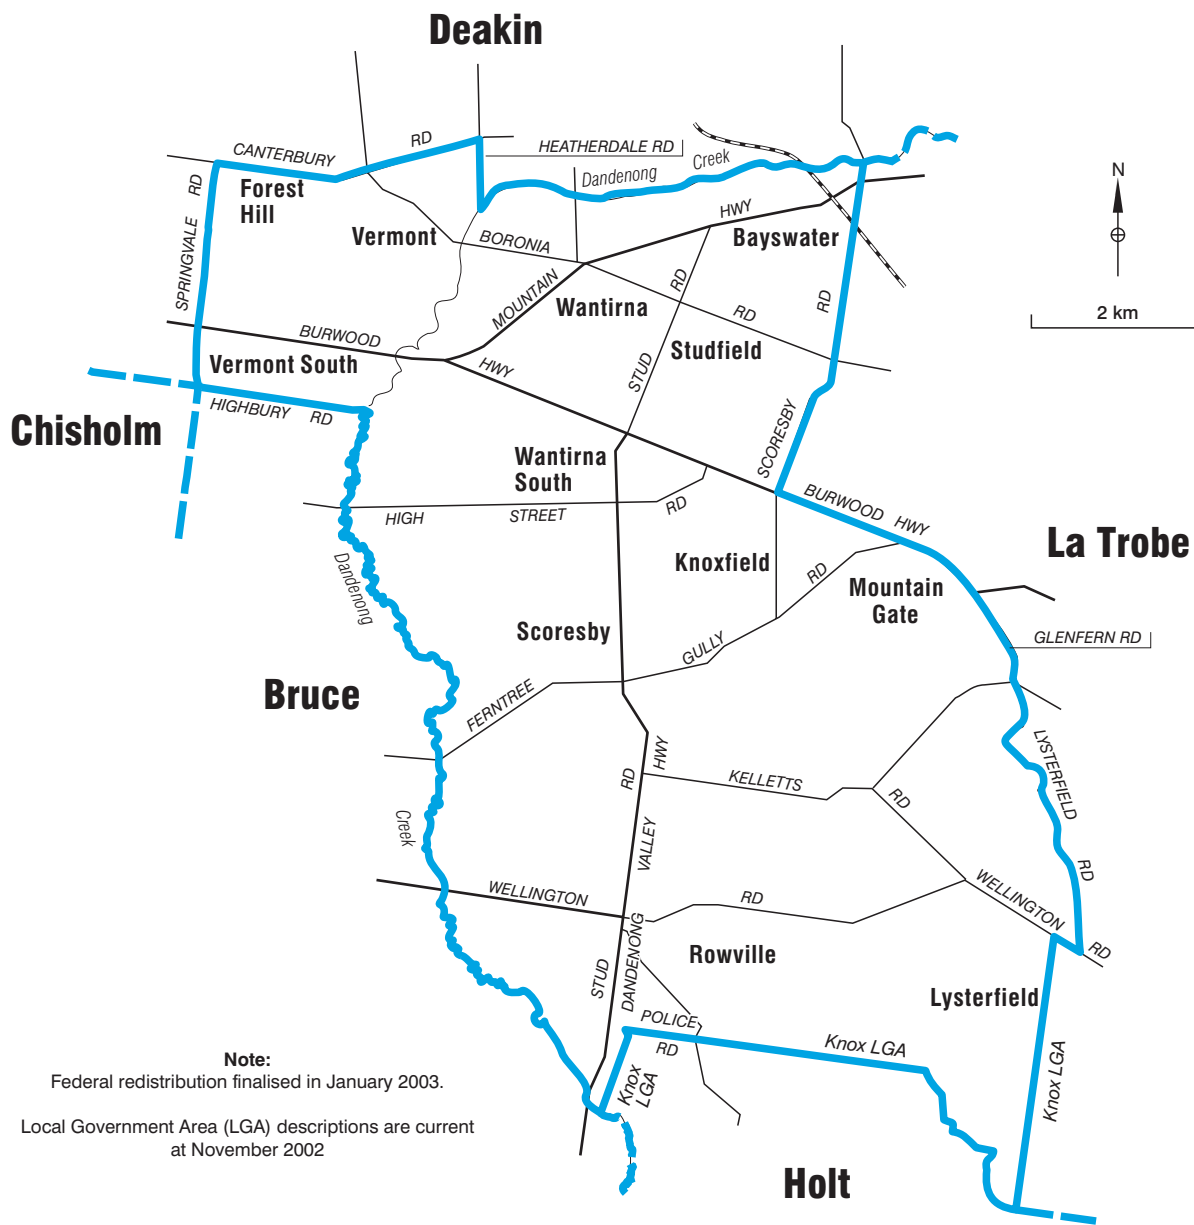 Deakin
CANTERBURY
RD
HEATHERDALE RD
Dandenong
Creek
N
RD
Forest
Hill
Vermont
BORONIA
HWY
Bayswater
SPRINGVALE
MOUNTAIN
RD
RD
RD
2 km
Wantirna
BURWOOD
HWY
STUD
Studfield
Vermont South
HIGHBURY
RD
Chisholm
SCORESBY
Wantirna
South
HIGH
STREET
RD
BURWOOD
HWY
La Trobe
Dandenong
Knoxfield
RD
Mountain
Gate
Scoresby
GULLY
GLENFERN RD
Bruce
FERNTREE
RD
HWY
KELLETTS
RD
LYSTERFIELD
Creek
VALLEY
RD
WELLINGTON
RD
WELLINGTON
RD
STUD
DANDENONG
Rowville
Lysterfield
POLICE
RD
Knox LGA
Knox LGA
Knox
LGA
Note:
Federal redistribution finalised in January 2003.
Local Government Area (LGA) descriptions are current
at November 2002
Holt